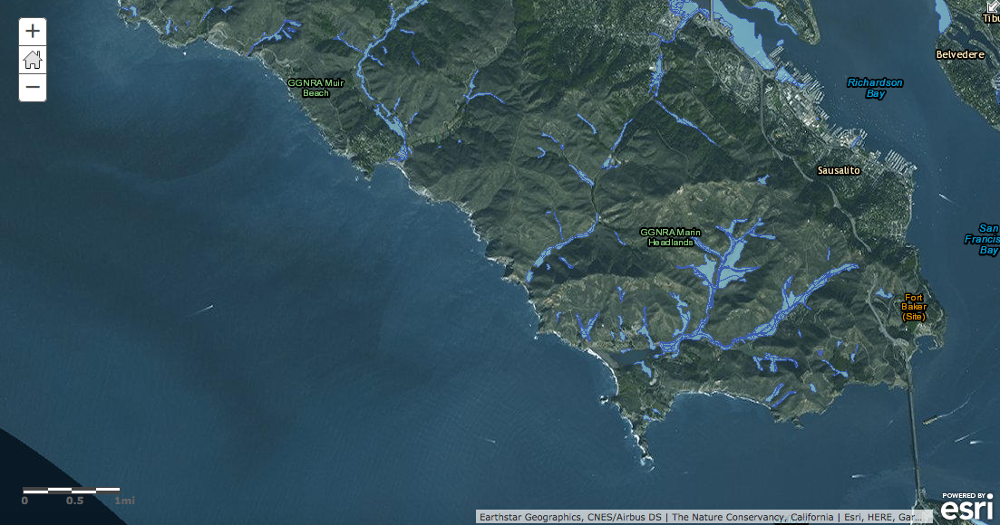 +
Tibu
Belvedere
GGNRA Muir
Beach
Richardson
Bay
Sausalito
GGNRA Marin
Headlands
San
Francis
Bay
Fort
Baker
(Site)
−
0 0.5 1mi
POWERED BY
esri
Earthstar Geographics, CNES/Airbus DS | The Nature Conservancy, California | Esri, HERE, Gar...